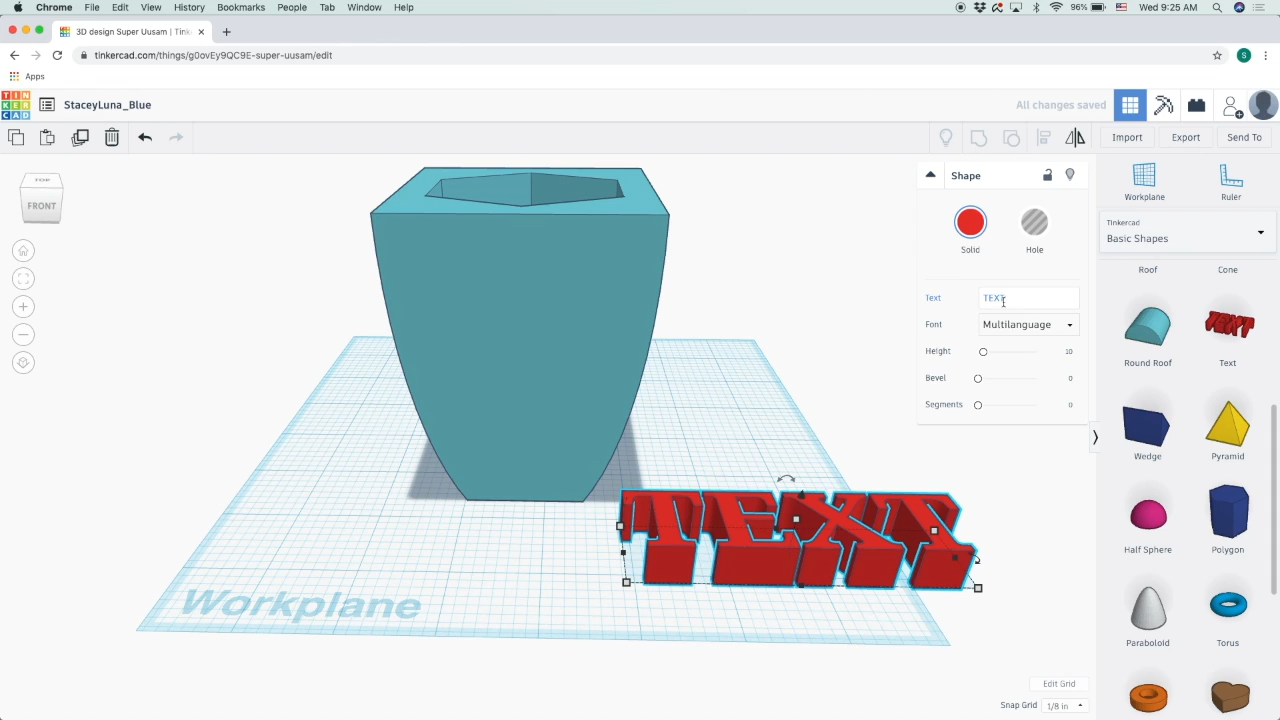 Chrome File Edit View History Bookmarks People Tab Window Help 96% Wed 9:25 AM
3D design Super Uusam | Tink
tinkercad.com/things/g0ovEy9QC9E-super-uusam/edit S
Apps
TIN
KER
CAD
StaceyLuna_Blue All changes saved
Import Export Send To
TOP
FRONT
Shape
Solid Hole
Text TEXT
Font Multilanguage
Height 10
Bevel 0
Segments 0
Workplane Ruler
Tinkercad
Basic Shapes
Roof Cone
TEXT
Text
Wedge Pyramid
Half Sphere Polygon
Paraboloid Torus
TEXT
Workplane
Edit Grid
Snap Grid 1/8 in